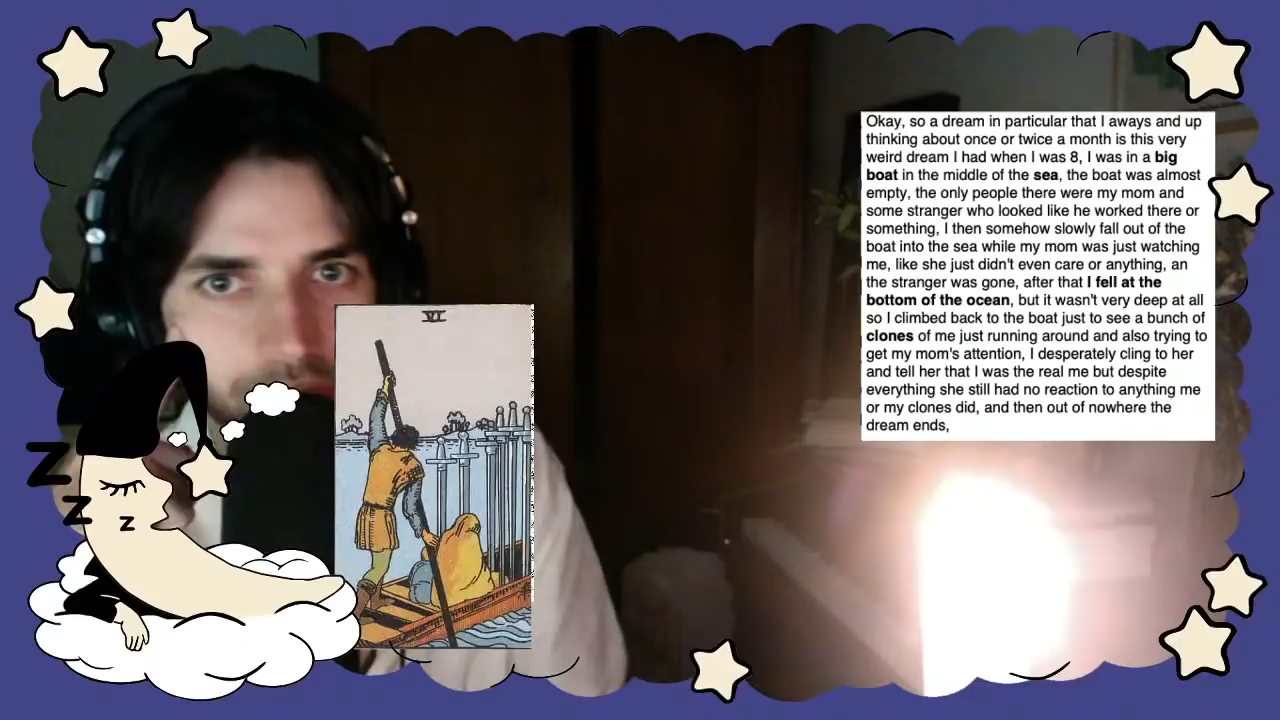 Okay, so a dream in particular that I aways and up
thinking about once or twice a month is this very
weird dream I had when I was 8, I was in a big
boat in the middle of the sea, the boat was almost
empty, the only people there were my mom and
some stranger who looked like he worked there or
something, I then somehow slowly fall out of the
boat into the sea while my mom was just watching
me, like she just didn't even care or anything, an
the stranger was gone, after that I fell at the
bottom of the ocean, but it wasn't very deep at all
so I climbed back to the boat just to see a bunch of
clones of me just running around and also trying to
get my mom's attention, I desperately cling to her
and tell her that I was the real me but despite
everything she still had no reaction to anything me
or my clones did, and then out of nowhere the
dream ends,
VI
Z
Z
z